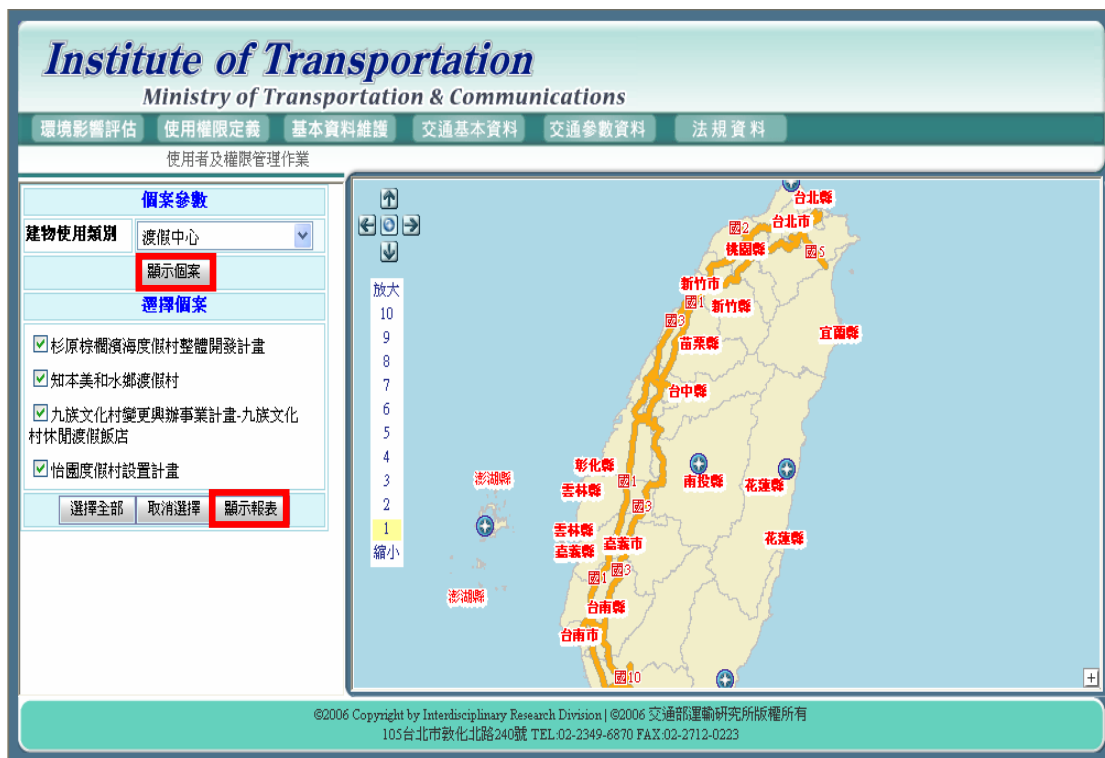 Institute of Transportation
Ministry of Transportation & Communications
環境影響評估 使用權限定義 基本資料維護 交通基本資料 交通參數資料 法規資料
使用者及權限管理作業
個案參數
建物使用類別 渡假中心
顯示個案
選擇個案
杉原棕櫚濱海度假村整體開發計畫
知本美和水鄉渡假村
九族文化村變更興辦事業計畫-九族文化
村休閒渡假飯店
怡園度假村設置計畫
選擇全部 取消選擇 顯示報表
放大
10
9
8
7
6
5
4
3
2
1
縮小
台北縣
台北市
國2
桃園縣
國5
新竹市
國1
新竹縣
國3
宜蘭縣
苗栗縣
台中縣
彰化縣
國1
南投縣
花蓮縣
澎湖縣
雲林縣
國3
雲林縣
嘉義市
花蓮縣
嘉義縣
國1
國3
澎湖縣
台南縣
台南市
國10
©2006 Copyright by Interdisciplinary Research Division | ©2006 交通部運輸研究所版權所有
105台北市敦化北路240號 TEL:02-2349-6870 FAX:02-2712-0223